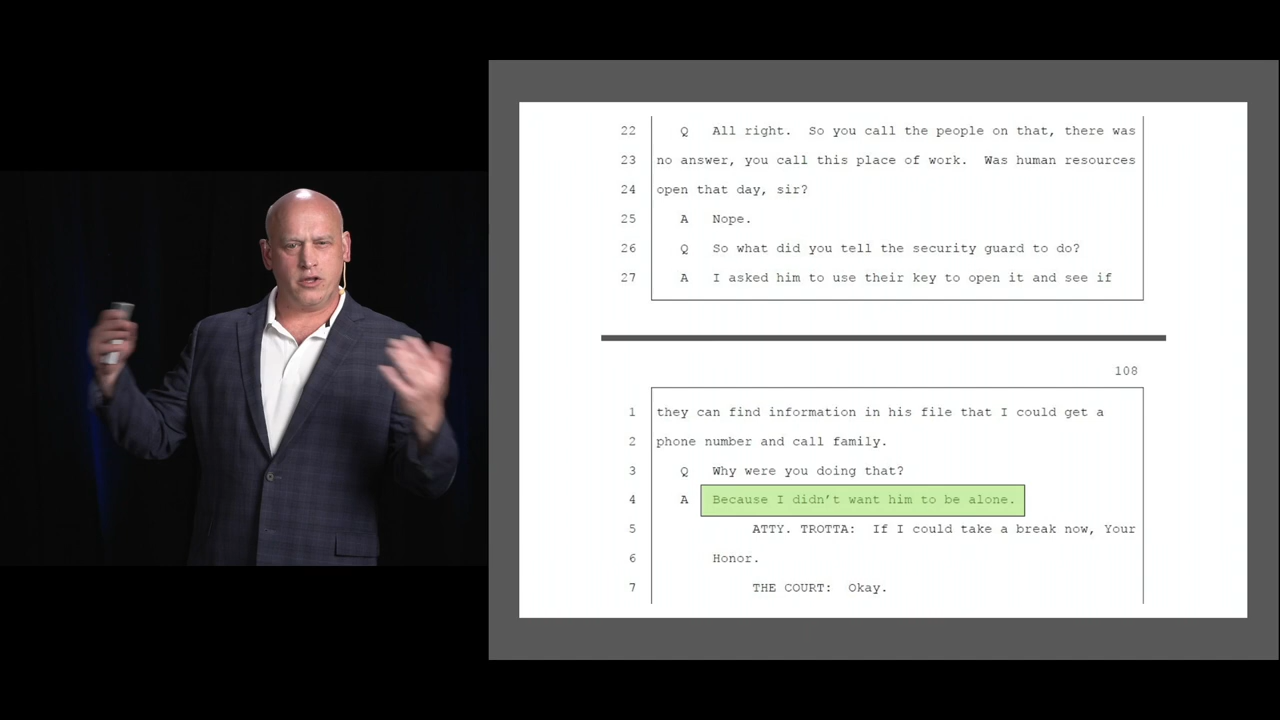 22 Q All right. So you call the people on that, there was
23 no answer, you call this place of work. Was human resources
24 open that day, sir?
25 A Nope.
26 Q So what did you tell the security guard to do?
27 A I asked him to use their key to open it and see if
108
1 they can find information in his file that I could get a
2 phone number and call family.
3 Q Why were you doing that?
4 A Because I didn't want him to be alone.
5 ATTY. TROTTA: If I could take a break now, Your
6 Honor.
7 THE COURT: Okay.